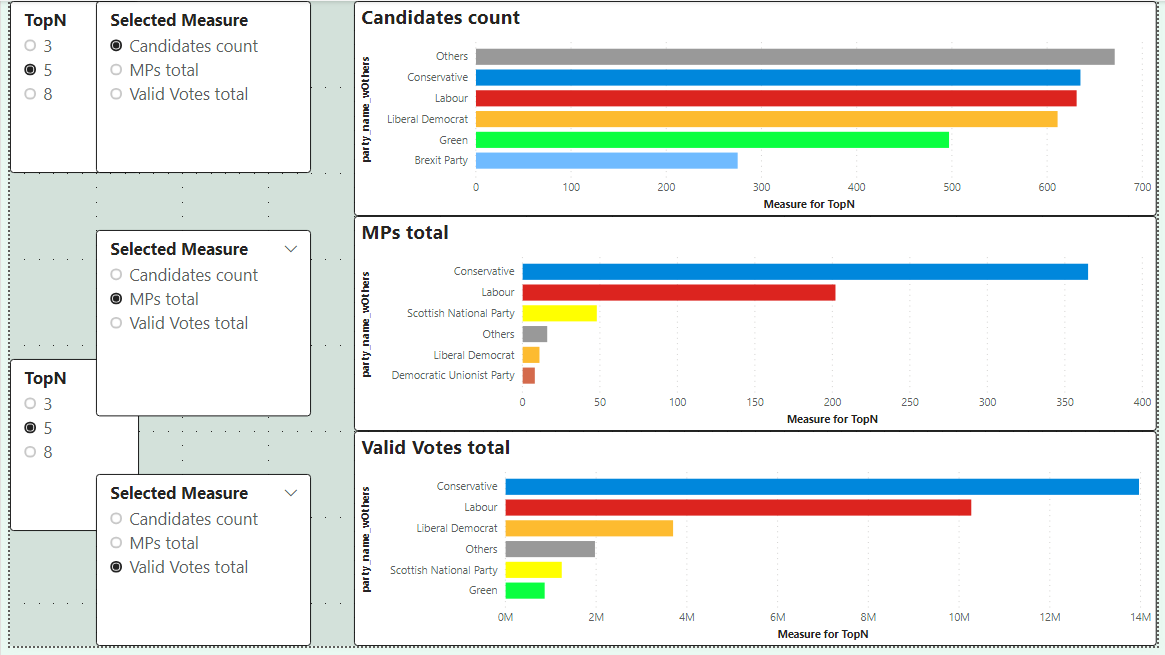 TopN
3
5
8
Selected Measure
Candidates count
MPs total
Valid Votes total
Selected Measure
Candidates count
MPs total
Valid Votes total
TopN
3
5
8
Selected Measure
Candidates count
MPs total
Valid Votes total
Candidates count
party_name_wOthers
Others
Conservative
Labour
Liberal Democrat
Green
Brexit Party
0 100 200 300 400 500 600 700
Measure for TopN
MPs total
party_name_wOthers
Conservative
Labour
Scottish National Party
Others
Liberal Democrat
Democratic Unionist Party
0 50 100 150 200 250 300 350 400
Measure for TopN
Valid Votes total
party_name_wOthers
Conservative
Labour
Liberal Democrat
Others
Scottish National Party
Green
0M 2M 4M 6M 8M 10M 12M 14M
Measure for TopN